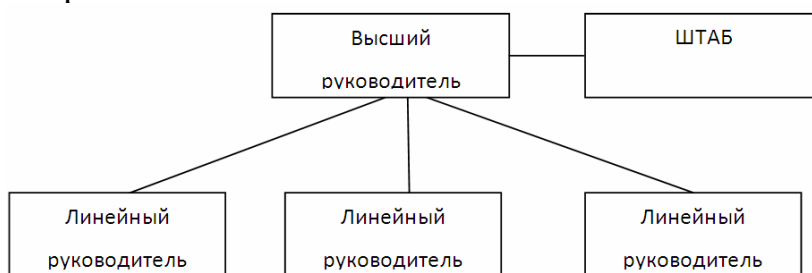 Высший
руководитель
ШТАБ
Линейный
руководитель
Линейный
руководитель
Линейный
руководитель